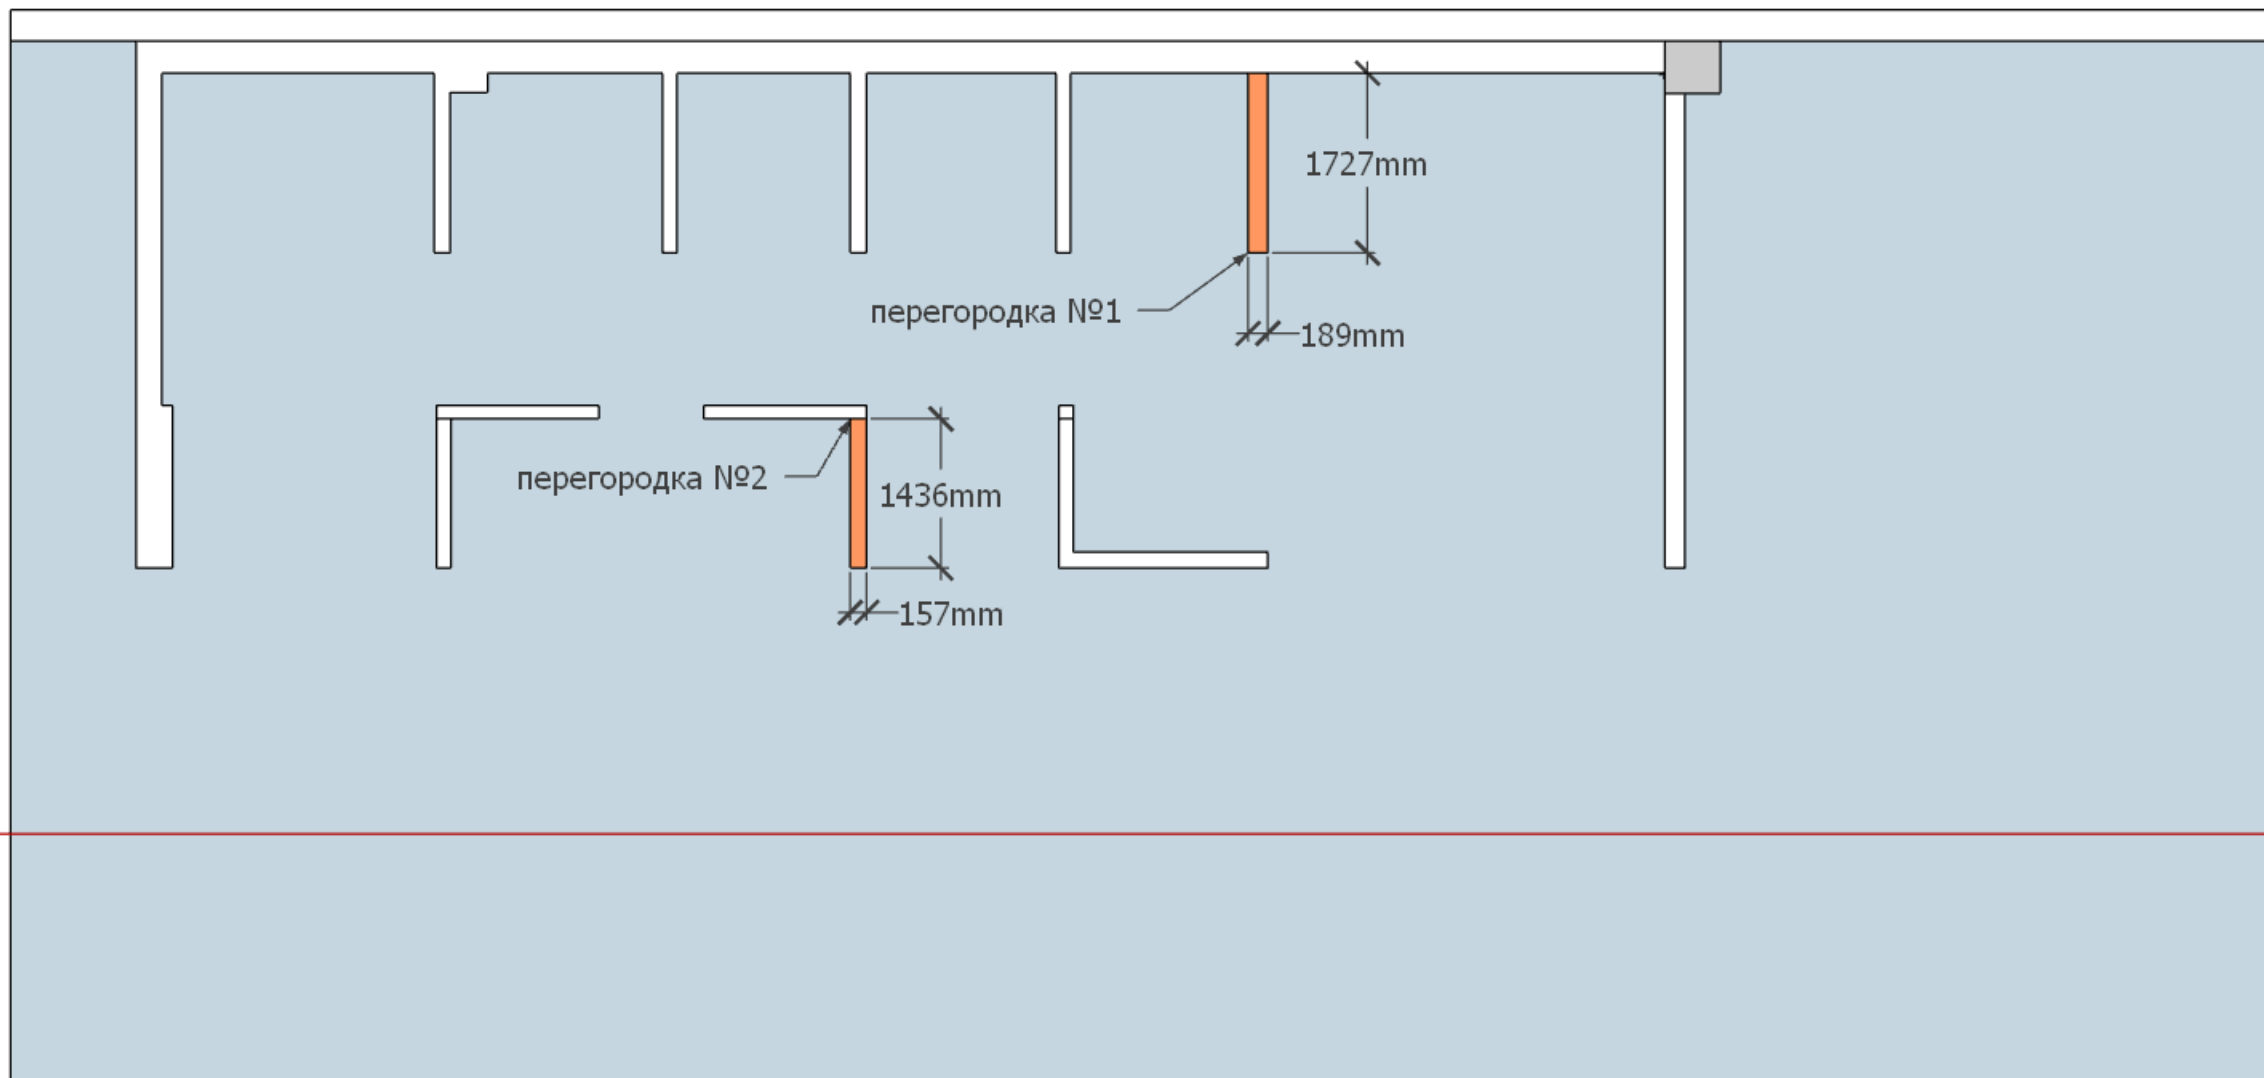 1727mm
перегородка №1
189mm
перегородка №2
1436mm
157mm